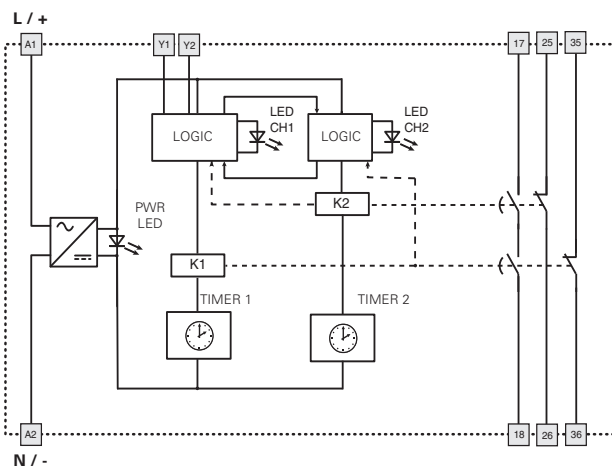 L / +
A1
Y1
Y2
17
25
35
LED
CH1
LED
CH2
LOGIC
LOGIC
K2
PWR
LED
K1
TIMER 1
TIMER 2
A2
18
26
36
N / -